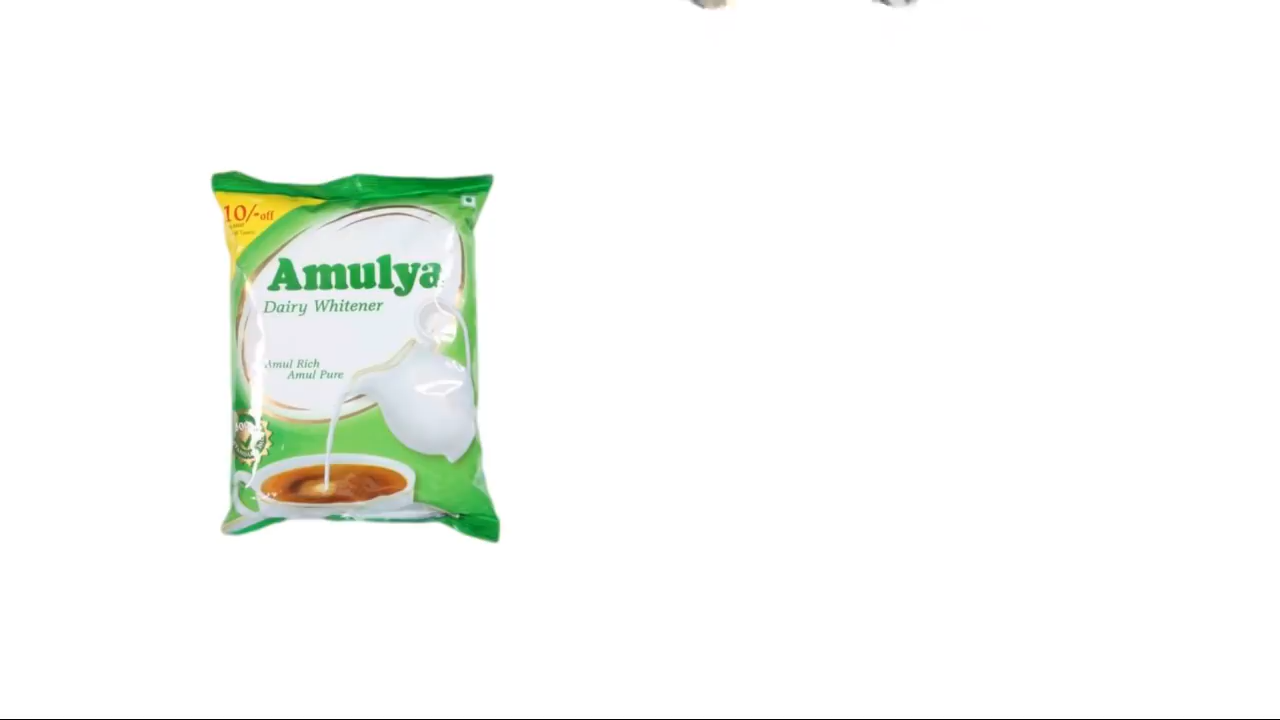 10/- off
Amulya
Dairy Whitener
Amul Rich
Amul Pure